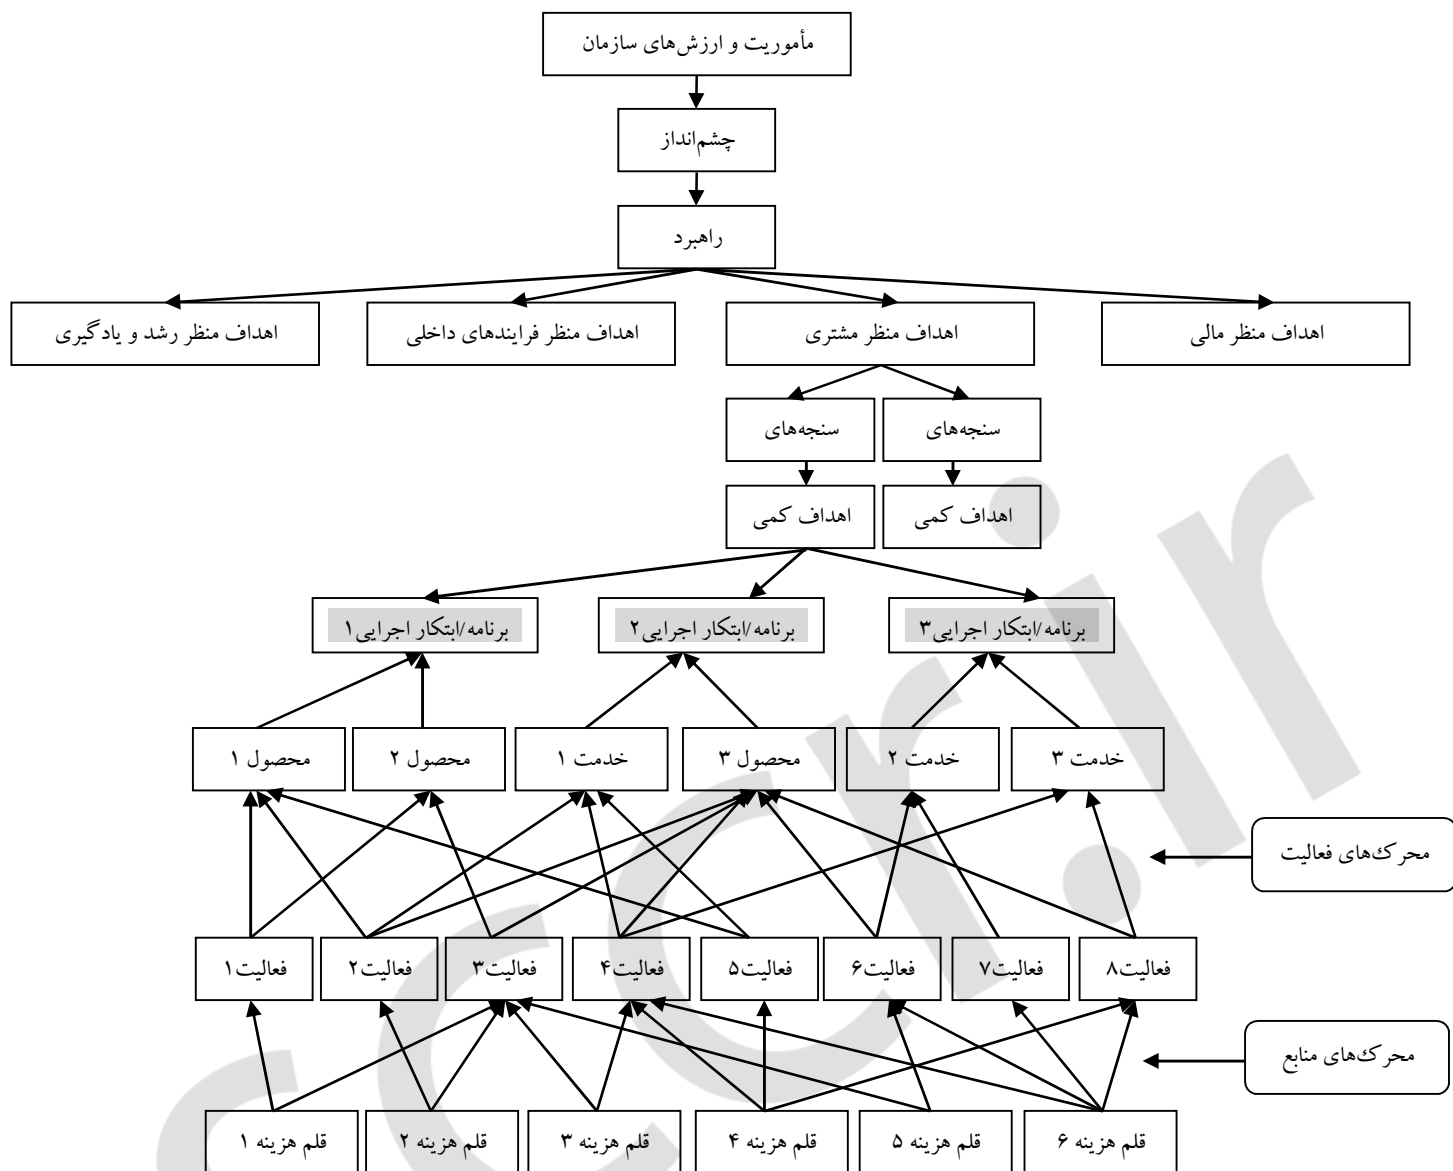 مأموریت و ارزش‌های سازمان
چشم‌انداز
راهبرد
اهداف منظر مالی
اهداف منظر مشتری
اهداف منظر فرایندهای داخلی
اهداف منظر رشد و یادگیری
سنجه‌های
سنجه‌های
اهداف کمی
اهداف کمی
برنامه/ابتکار اجرایی۳
برنامه/ابتکار اجرایی۲
برنامه/ابتکار اجرایی۱
خدمت ۳
خدمت ۲
محصول ۳
خدمت ۱
محصول ۲
محصول ۱
محرک‌های فعالیت
فعالیت۸
فعالیت۷
فعالیت۶
فعالیت۵
فعالیت۴
فعالیت۳
فعالیت۲
فعالیت۱
محرک‌های منابع
قلم هزینه ۶
قلم هزینه ۵
قلم هزینه ۴
قلم هزینه ۳
قلم هزینه ۲
قلم هزینه ۱